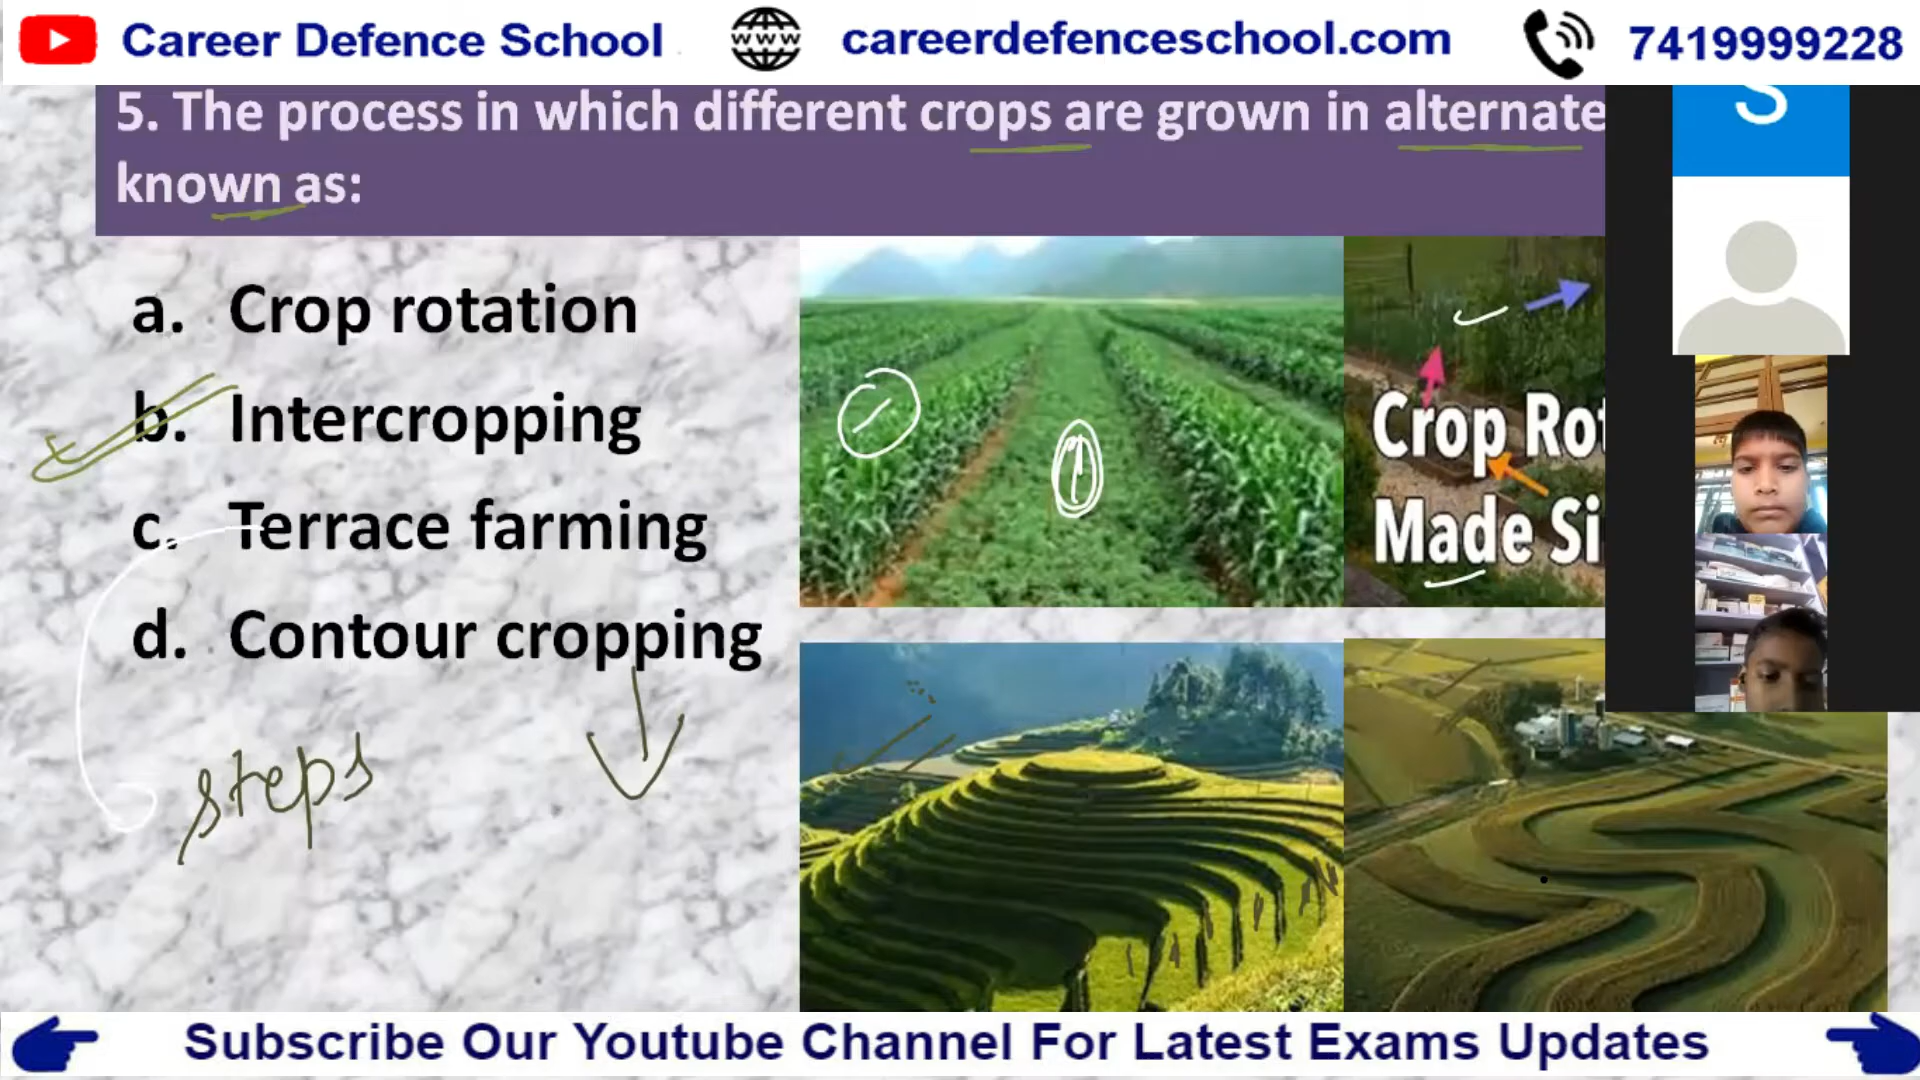 Career Defence School
WWW
careerdefenceschool.com
7419999228
5. The process in which different crops are grown in alternate
known as:
S
a. Crop rotation
b. Intercropping
c. Terrace farming
d. Contour cropping
Crop Rot
Made Si
steps
Subscribe Our Youtube Channel For Latest Exams Updates